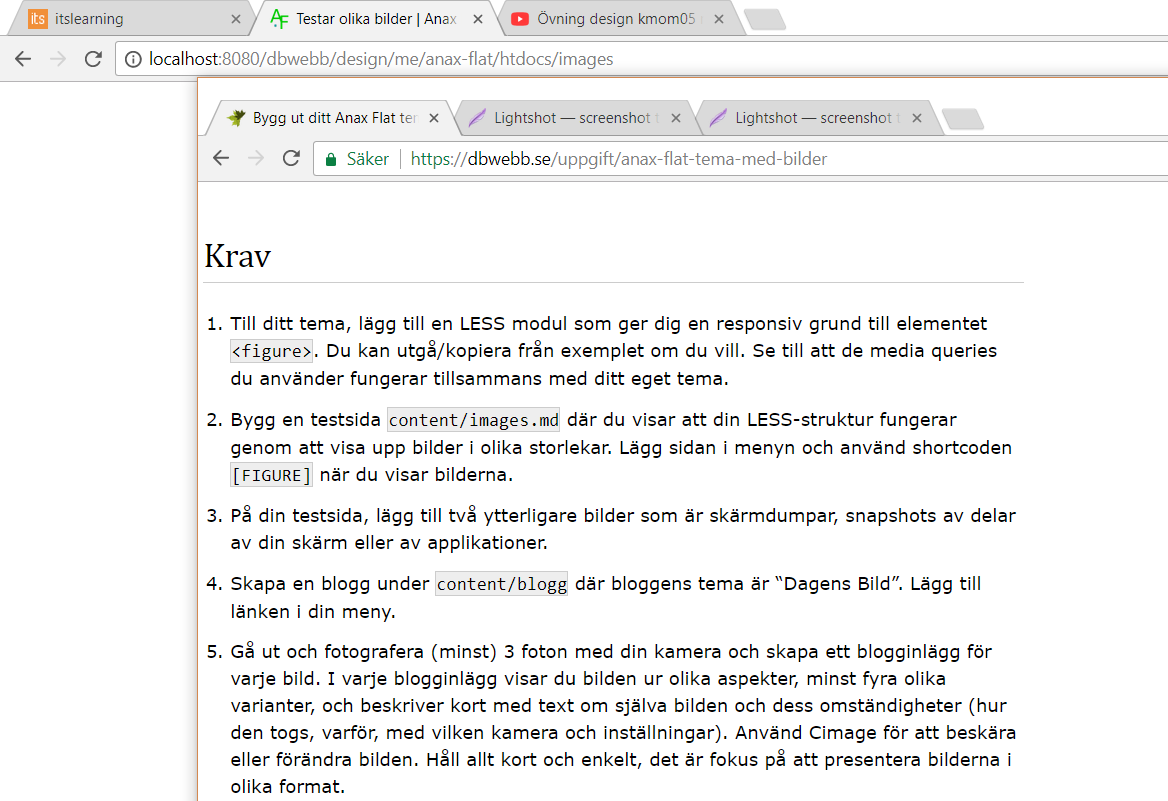 its itslearning
AF Testar olika bilder | Anax
Övning design kmom05
localhost:8080/dbwebb/design/me/anax-flat/htdocs/images
Bygg ut ditt Anax Flat ter
Lightshot — screenshot t
Lightshot — screenshot t
Säker | https://dbwebb.se/uppgift/anax-flat-tema-med-bilder
Krav
1. Till ditt tema, lägg till en LESS modul som ger dig en responsiv grund till elementet
<figure>. Du kan utgå/kopiera från exemplet om du vill. Se till att de media queries
du använder fungerar tillsammans med ditt eget tema.
2. Bygg en testsida content/images.md där du visar att din LESS-struktur fungerar
genom att visa upp bilder i olika storlekar. Lägg sidan i menyn och använd shortcoden
[FIGURE] när du visar bilderna.
3. På din testsida, lägg till två ytterligare bilder som är skärmdumpar, snapshots av delar
av din skärm eller av applikationer.
4. Skapa en blogg under content/blogg där bloggens tema är “Dagens Bild”. Lägg till
länken i din meny.
5. Gå ut och fotografera (minst) 3 foton med din kamera och skapa ett blogginlägg för
varje bild. I varje blogginlägg visar du bilden ur olika aspekter, minst fyra olika
varianter, och beskriver kort med text om själva bilden och dess omständigheter (hur
den togs, varför, med vilken kamera och inställningar). Använd Cimage för att beskära
eller förändra bilden. Håll allt kort och enkelt, det är fokus på att presentera bilderna i
olika format.